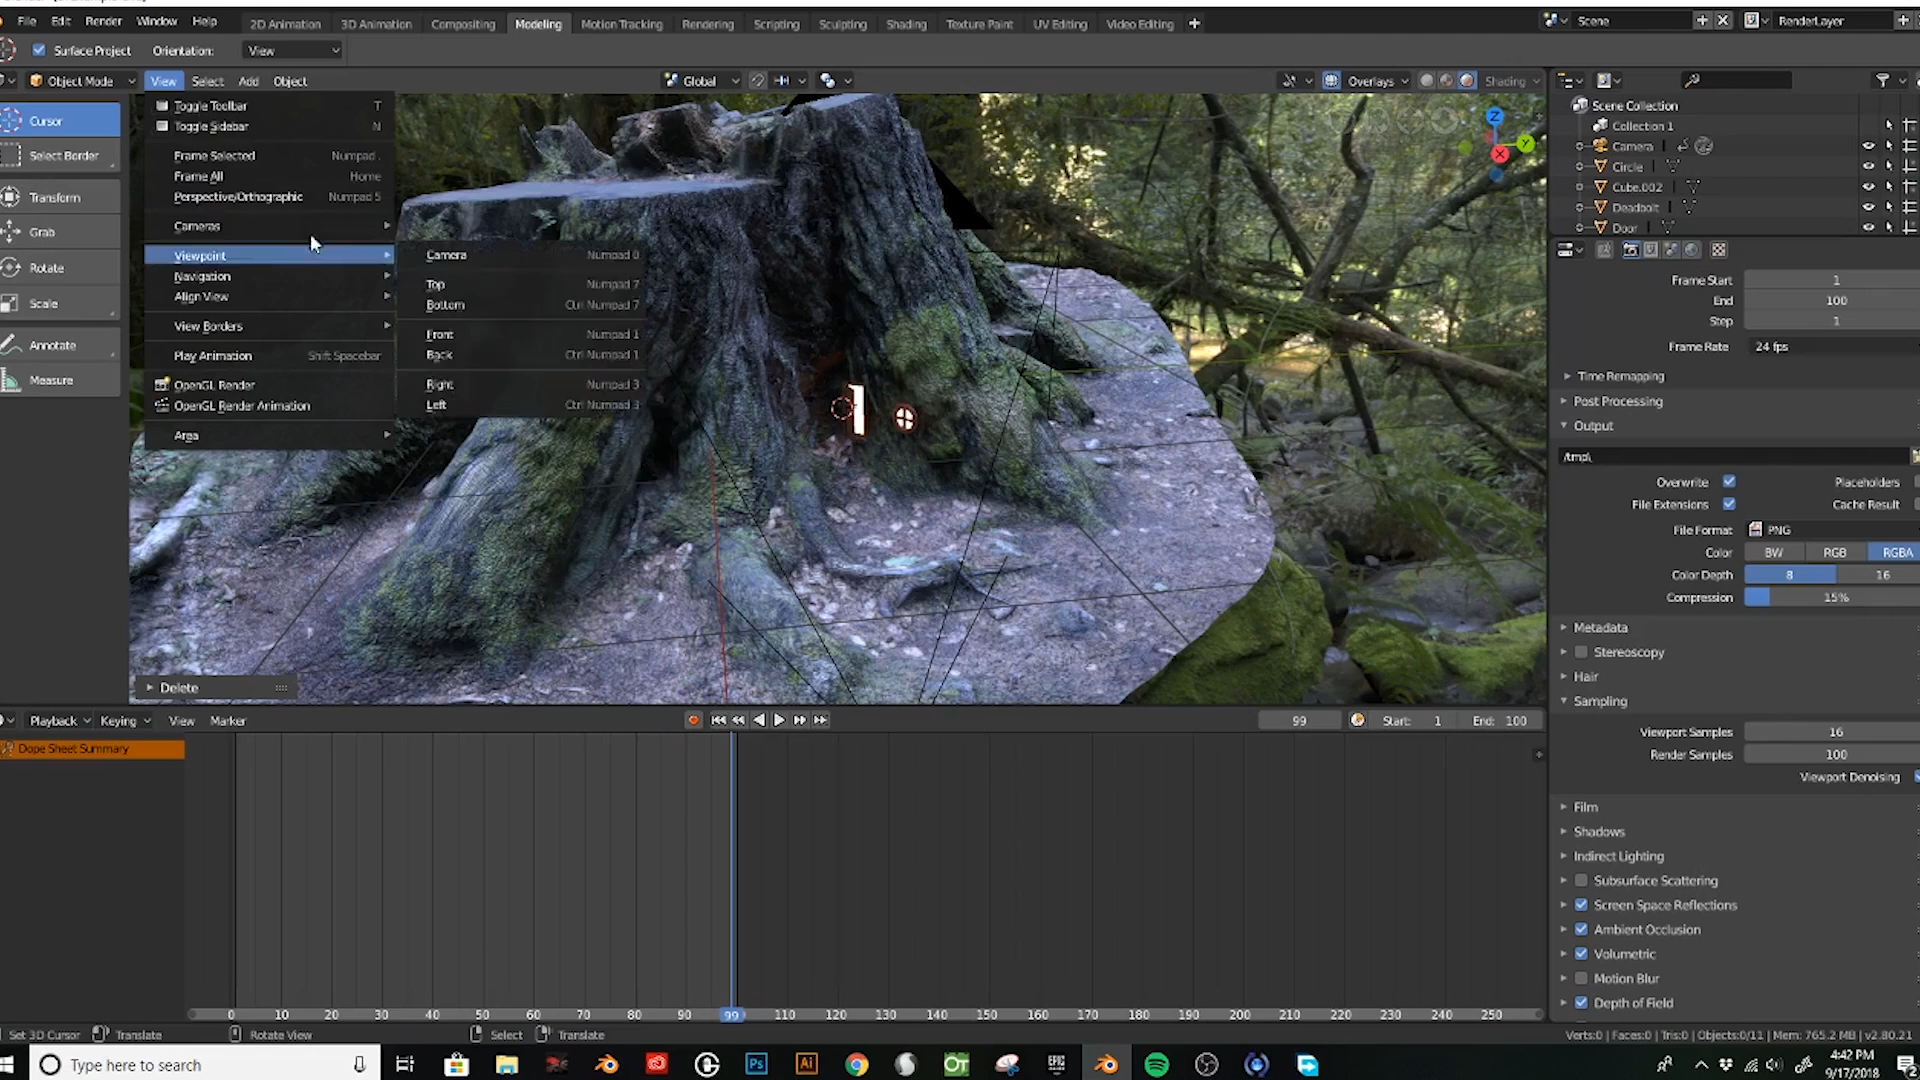 File Edit Render Window Help 2D Animation 3D Animation Compositing Modeling Motion Tracking Rendering Scripting Sculpting Shading Texture Paint UV Editing Video Editing + Scene RenderLayer
Surface Project Orientation: View
Object Mode View Select Add Object Global Overlays Shading
Cursor
Select Border
Transform
Grab
Rotate
Scale
Annotate
Measure
Toggle Toolbar T
Toggle Sidebar N
Frame Selected Numpad .
Frame All Home
Perspective/Orthographic Numpad 5
Cameras
Viewpoint
Navigation
Align View
View Borders
Play Animation Shift Spacebar
OpenGL Render
OpenGL Render Animation
Area
Camera Numpad 0
Top Numpad 7
Bottom Ctrl Numpad 7
Front Numpad 1
Back Ctrl Numpad 1
Right Numpad 3
Left Ctrl Numpad 3
Z
Y
X
Delete
Scene Collection
Collection 1
Camera
Circle
Cube.002
Deadbolt
Door
Frame Start 1
End 100
Step 1
Frame Rate 24 fps
Time Remapping
Post Processing
Output
/tmp\
Overwrite Placeholders
File Extensions Cache Result
File Format PNG
Color BW RGB RGBA
Color Depth 8 16
Compression 15%
Metadata
Stereoscopy
Hair
Sampling
Viewport Samples 16
Render Samples 100
Viewport Denoising
Film
Shadows
Indirect Lighting
Subsurface Scattering
Screen Space Reflections
Ambient Occlusion
Volumetric
Motion Blur
Depth of Field
Playback Keying View Marker 99 Start: 1 End: 100
Dope Sheet Summary
0 10 20 30 40 50 60 70 80 90 99 110 120 130 140 150 160 170 180 190 200 210 220 230 240 250
Set 3D Cursor Translate Rotate View Select Translate Verts:0 | Faces:0 | Tris:0 | Objects:0/11 | Mem: 765.2 MB | v2.80.21
Type here to search Ps Ai OT EPIC 4:42 PM
9/17/2018
2